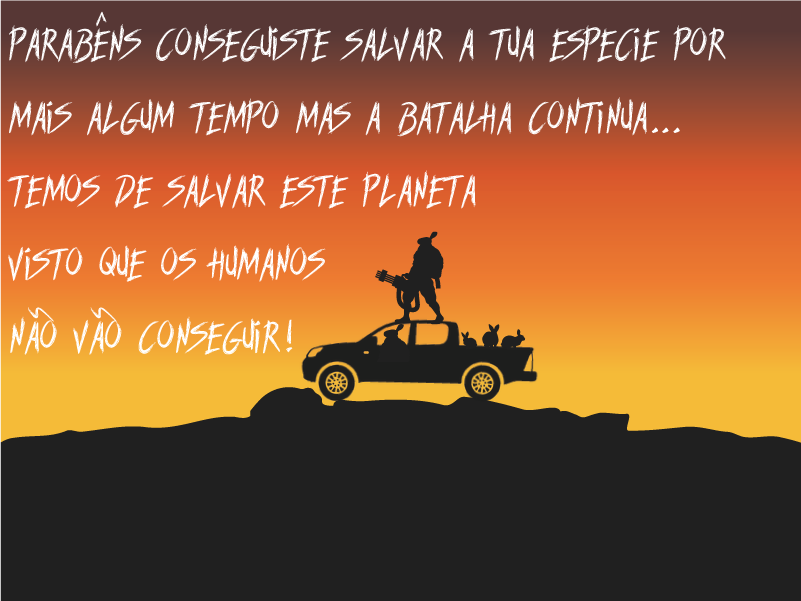 PARABÊNS CONSEGUISTE SALVAR A TUA ESPECIE POR
MAIS ALGUM TEMPO MAS A BATALHA CONTINUA...
TEMOS DE SALVAR ESTE PLANETA
VISTO QUE OS HUMANOS
NÃO VÃO CONSEGUIR!